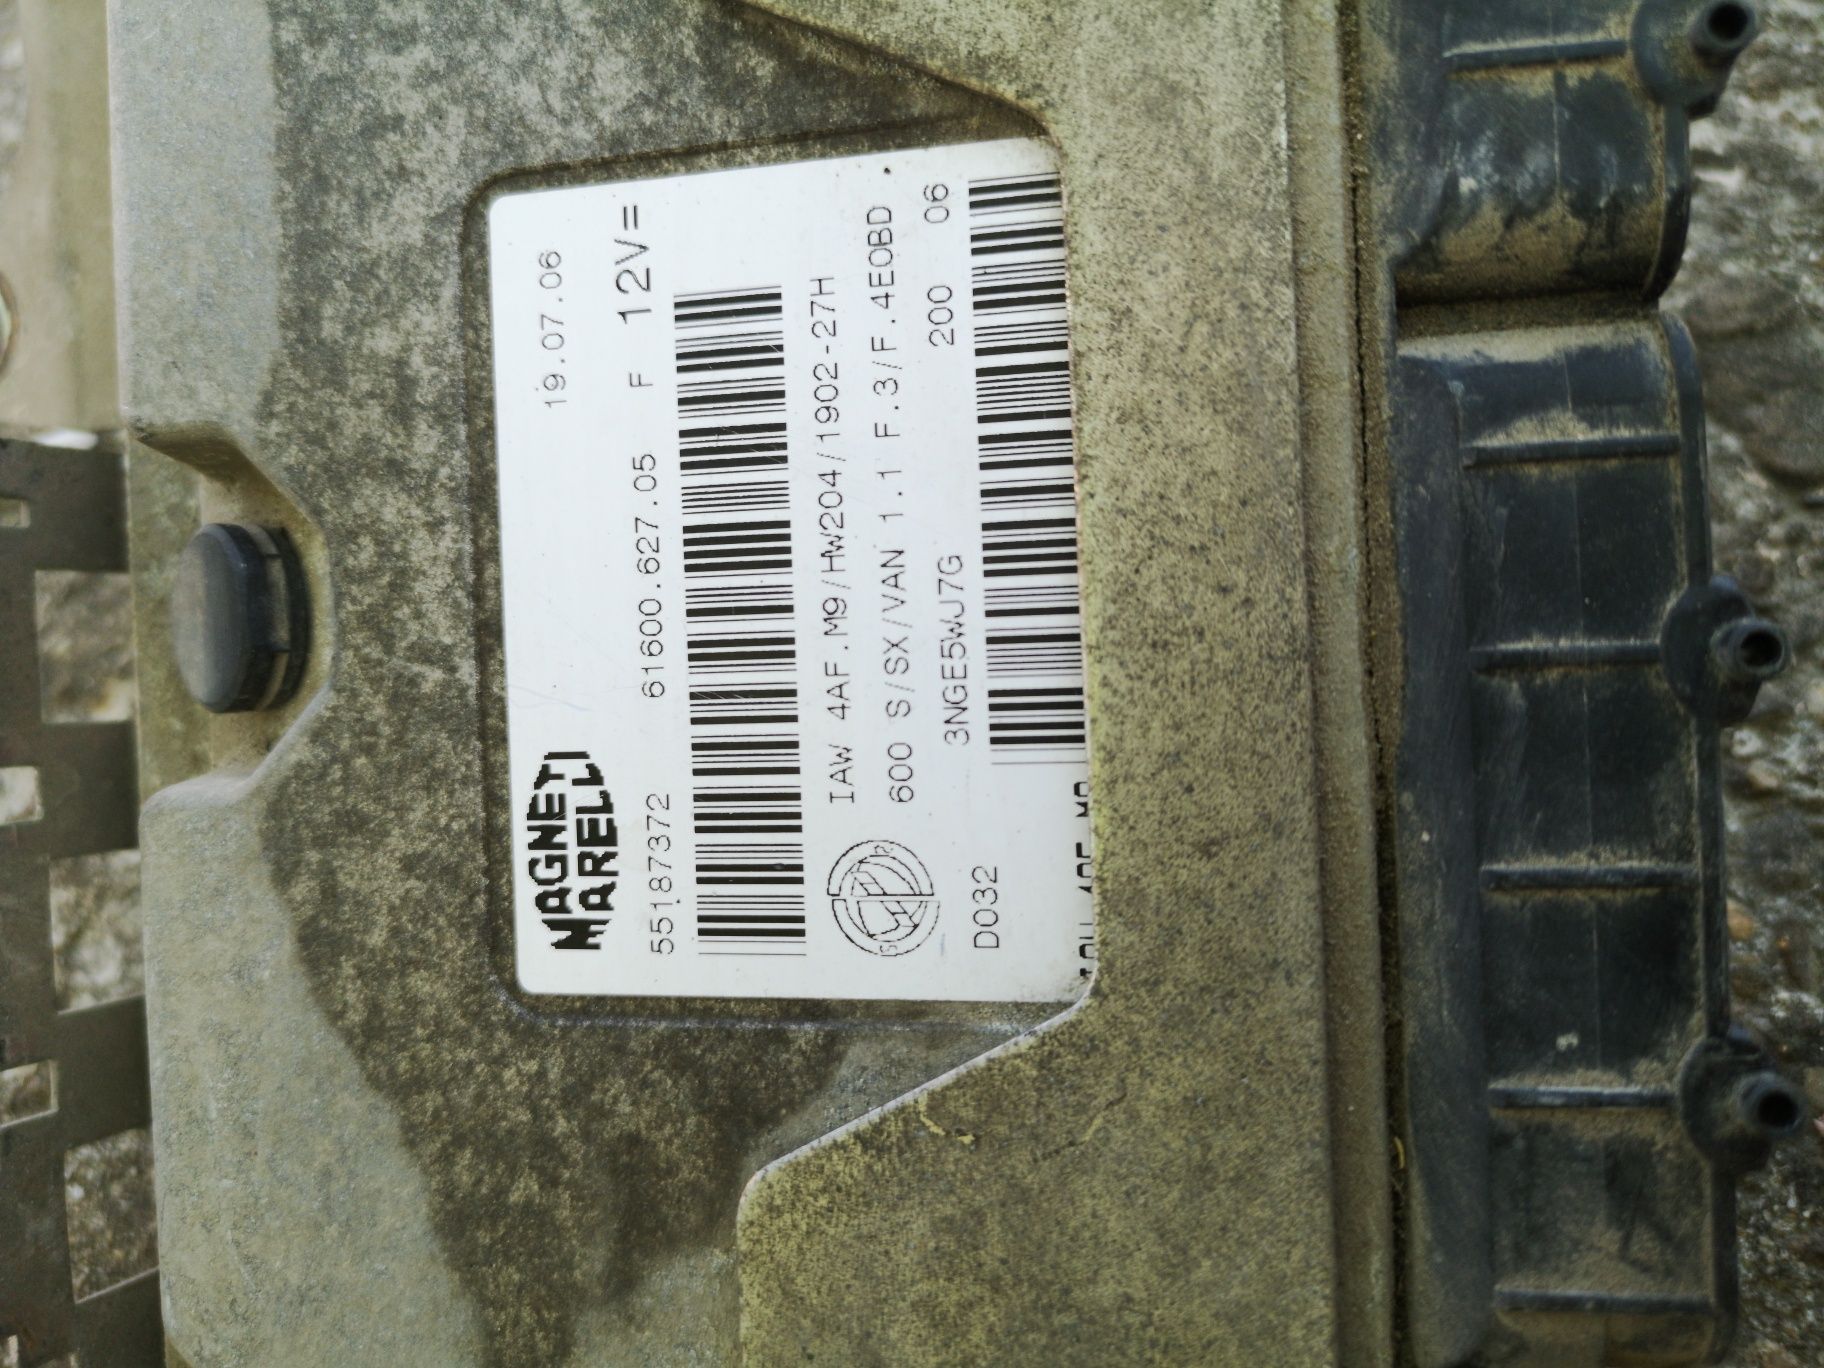 MAGNETI
MARELLI
19.07.06
55187372 61600.627.05 F 12V=
IAW 4AF.M9/HW204/1902-27H
600 S/SX/VAN 1.1 F.3/F.4EOBD
3NGE5WJ7G 200 06
D032